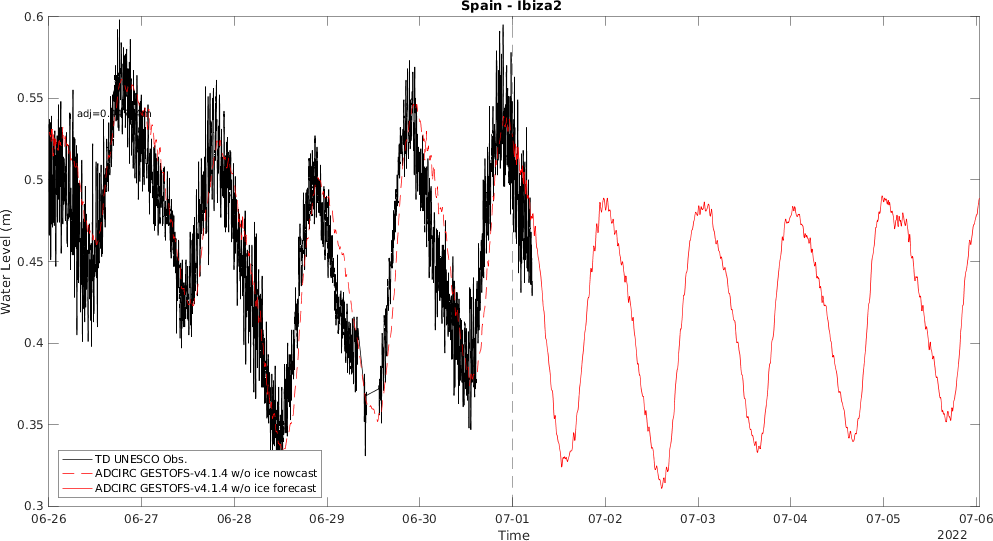 Spain - Ibiza2
0.6
0.55
0.5
0.45
0.4
0.35
0.3
Water Level (m)
TD UNESCO Obs.
ADCIRC GESTOFS-v4.1.4 w/o ice nowcast
ADCIRC GESTOFS-v4.1.4 w/o ice forecast
06-26 06-27 06-28 06-29 06-30 07-01 07-02 07-03 07-04 07-05 07-06
Time
2022